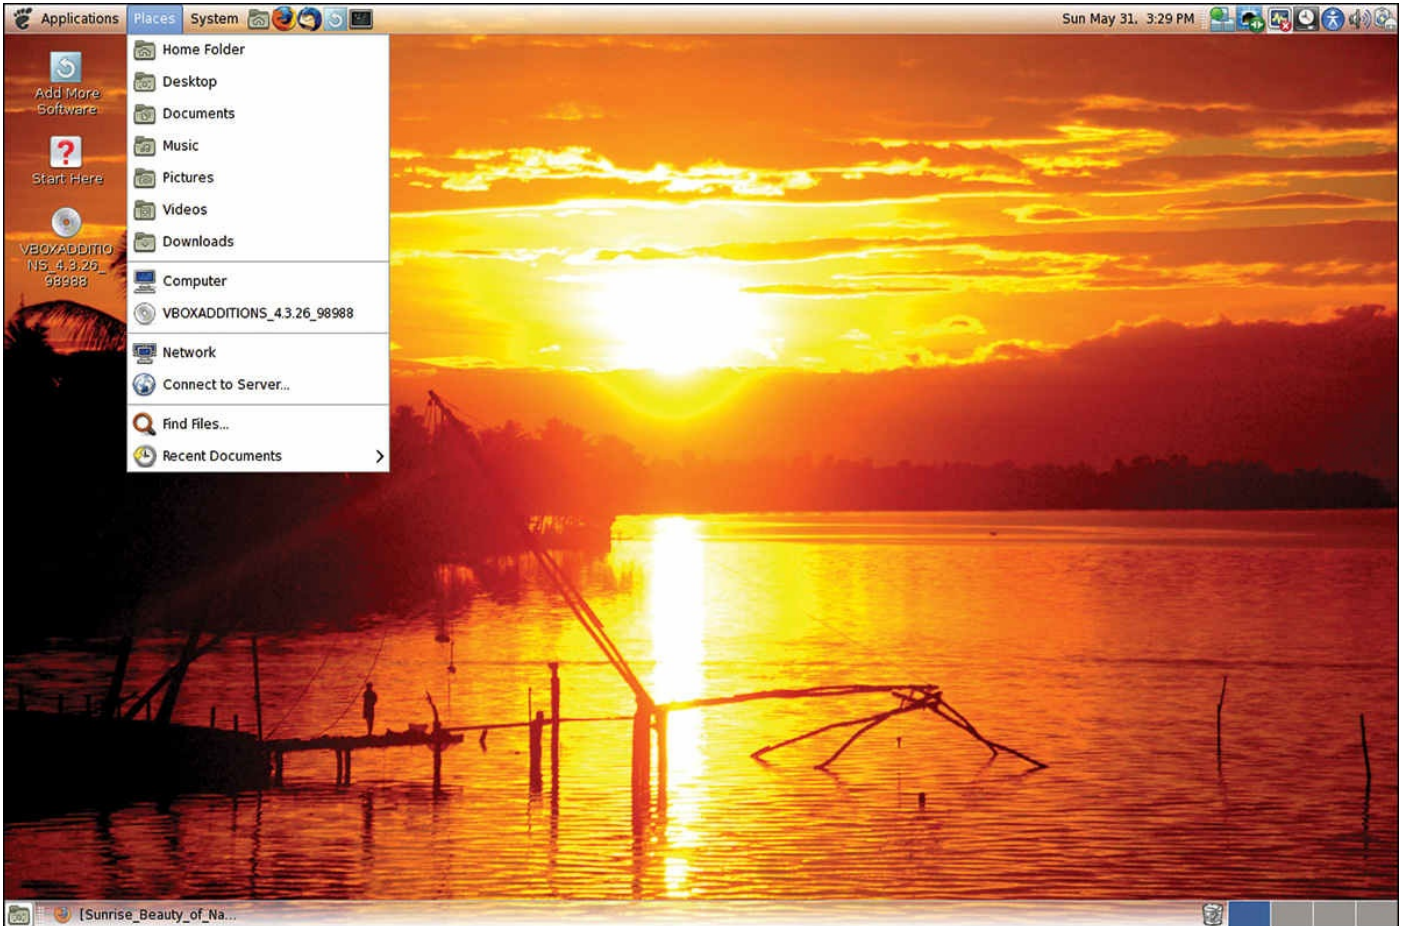 Applications Places System
Sun May 31, 3:29 PM
Add More
Software
Start Here
VBOXADDITIO
NS_4.3.26_
98988
Home Folder
Desktop
Documents
Music
Pictures
Videos
Downloads
Computer
VBOXADDITIONS_4.3.26_98988
Network
Connect to Server...
Find Files...
Recent Documents
[Sunrise_Beauty_of_Na...